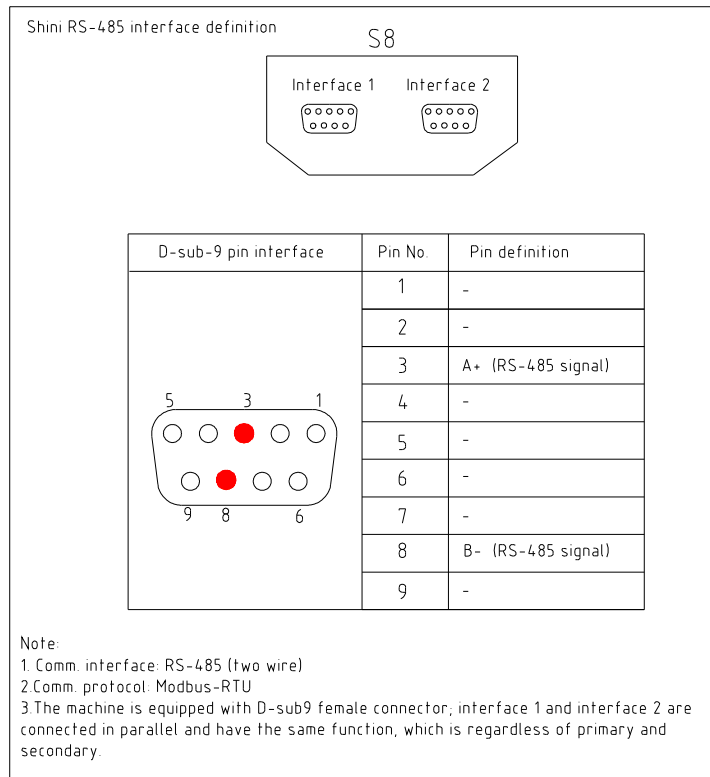 Shini RS-485 interface definition
S8
Interface 1 Interface 2
D-sub-9 pin interface Pin No. Pin definition
1 -
2 -
3 A+ (RS-485 signal)
4 -
5 -
6 -
7 -
8 B- (RS-485 signal)
9 -
5 3 1
9 8 6
Note:
1. Comm. interface: RS-485 (two wire)
2.Comm. protocol: Modbus-RTU
3.The machine is equipped with D-sub9 female connector; interface 1 and interface 2 are
connected in parallel and have the same function, which is regardless of primary and
secondary.